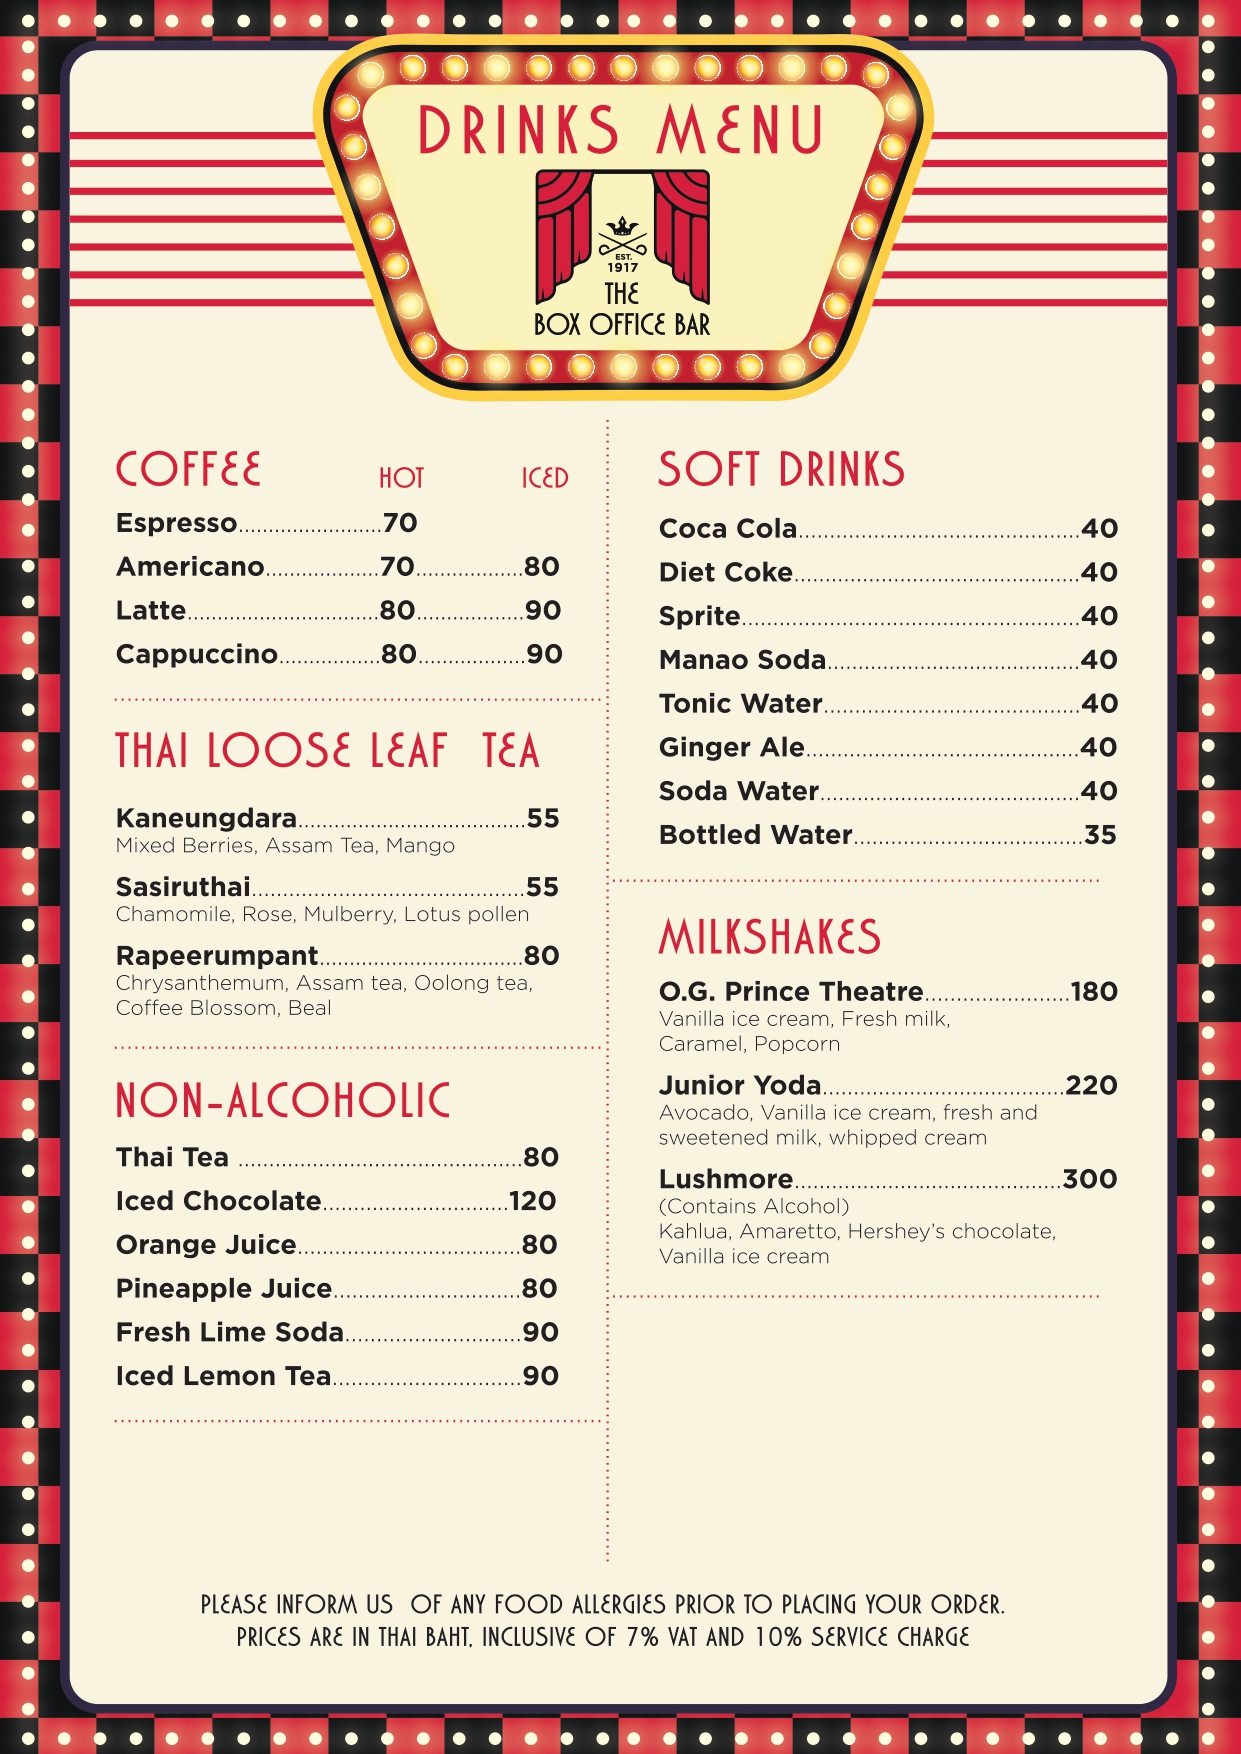 DRINKS MENU
EST.
1917
THE
BOX OFFICE BAR
COFFEE HOT ICED
Espresso........................70
Americano...................70..................80
Latte................................80..................90
Cappuccino.................80..................90
THAI LOOSE LEAF TEA
Kaneungdara......................................55
Mixed Berries, Assam Tea, Mango
Sasiruthai..............................................55
Chamomile, Rose, Mulberry, Lotus pollen
Rapeerumpant..................................80
Chrysanthemum, Assam tea, Oolong tea,
Coffee Blossom, Beal
NON-ALCOHOLIC
Thai Tea ................................................80
Iced Chocolate...............................120
Orange Juice.....................................80
Pineapple Juice...............................80
Fresh Lime Soda..............................90
Iced Lemon Tea................................90
SOFT DRINKS
Coca Cola...............................................40
Diet Coke................................................40
Sprite.........................................................40
Manao Soda..........................................40
Tonic Water...........................................40
Ginger Ale..............................................40
Soda Water...........................................40
Bottled Water......................................35
MILKSHAKES
O.G. Prince Theatre........................180
Vanilla ice cream, Fresh milk,
Caramel, Popcorn
Junior Yoda.........................................220
Avocado, Vanilla ice cream, fresh and
sweetened milk, whipped cream
Lushmore.............................................300
(Contains Alcohol)
Kahlua, Amaretto, Hershey’s chocolate,
Vanilla ice cream
PLEASE INFORM US OF ANY FOOD ALLERGIES PRIOR TO PLACING YOUR ORDER.
PRICES ARE IN THAI BAHT, INCLUSIVE OF 7% VAT AND 10% SERVICE CHARGE